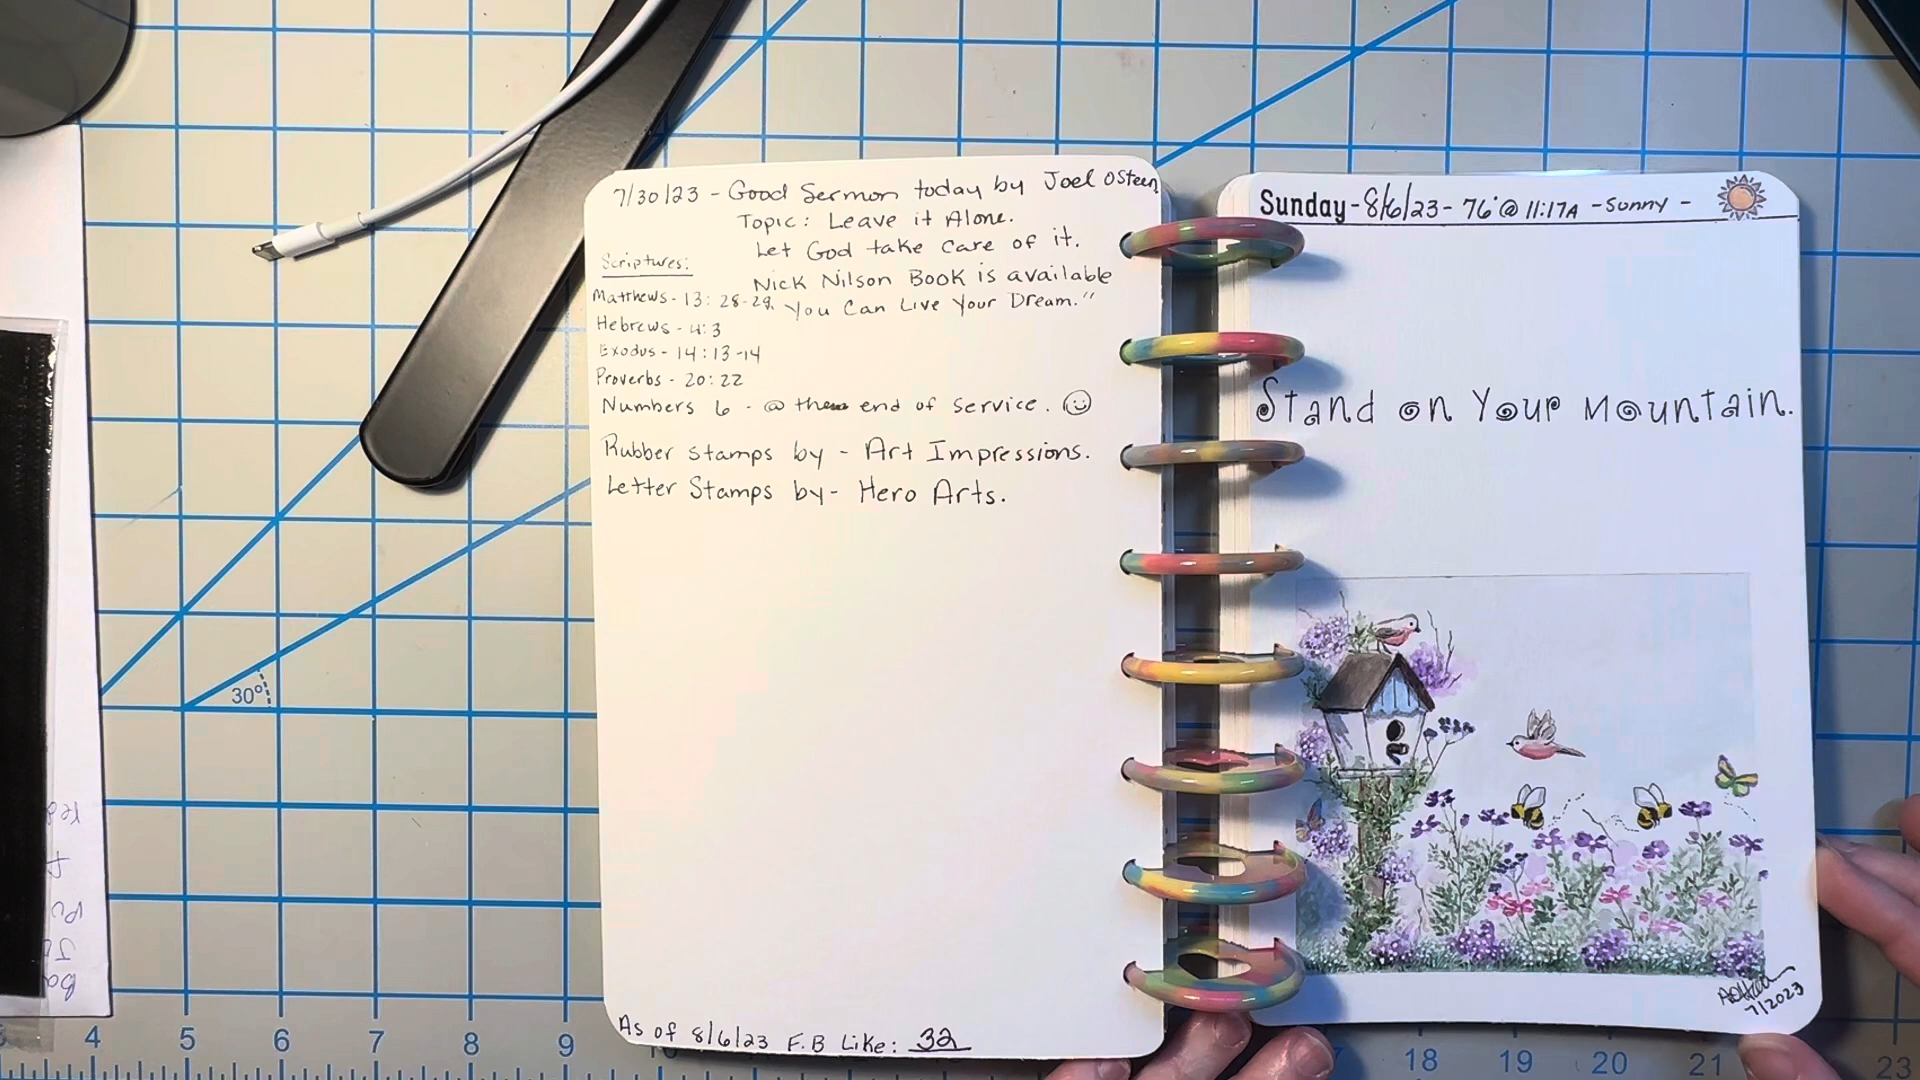 7/30/23 - Good Sermon today by Joel Osteen
Topic: Leave it Alone.
Let God take care of it.
Scriptures:
Nick Nilson Book is available
Matthews - 13: 28-29.
"You Can Live Your Dream."
Hebrews - 4:3
Exodus - 14:13-14
Proverbs - 20:22
Numbers 6 - @ the end of service.
Rubber stamps by - Art Impressions.
Letter Stamps by - Hero Arts.
As of 8/6/23 F.B Like: 32
Sunday - 8/6/23 - 76° @ 11:17A - Sunny -
Stand on Your Mountain.
7/2023
30°
4 5 6 7 8 9 10
18 19 20 21 23